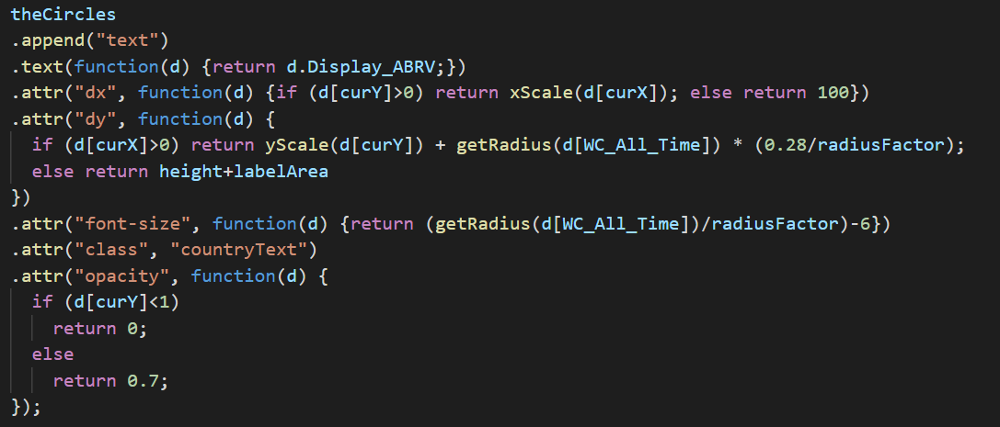 theCircles
.append("text")
.text(function(d) {return d.Display_ABRV;})
.attr("dx", function(d) {if (d[curY]>0) return xScale(d[curX]); else return 100})
.attr("dy", function(d) {
  if (d[curX]>0) return yScale(d[curY]) + getRadius(d[WC_All_Time]) * (0.28/radiusFactor);
  else return height+labelArea
})
.attr("font-size", function(d) {return (getRadius(d[WC_All_Time])/radiusFactor)-6})
.attr("class", "countryText")
.attr("opacity", function(d) {
  if (d[curY]<1)
    return 0;
  else
    return 0.7;
});